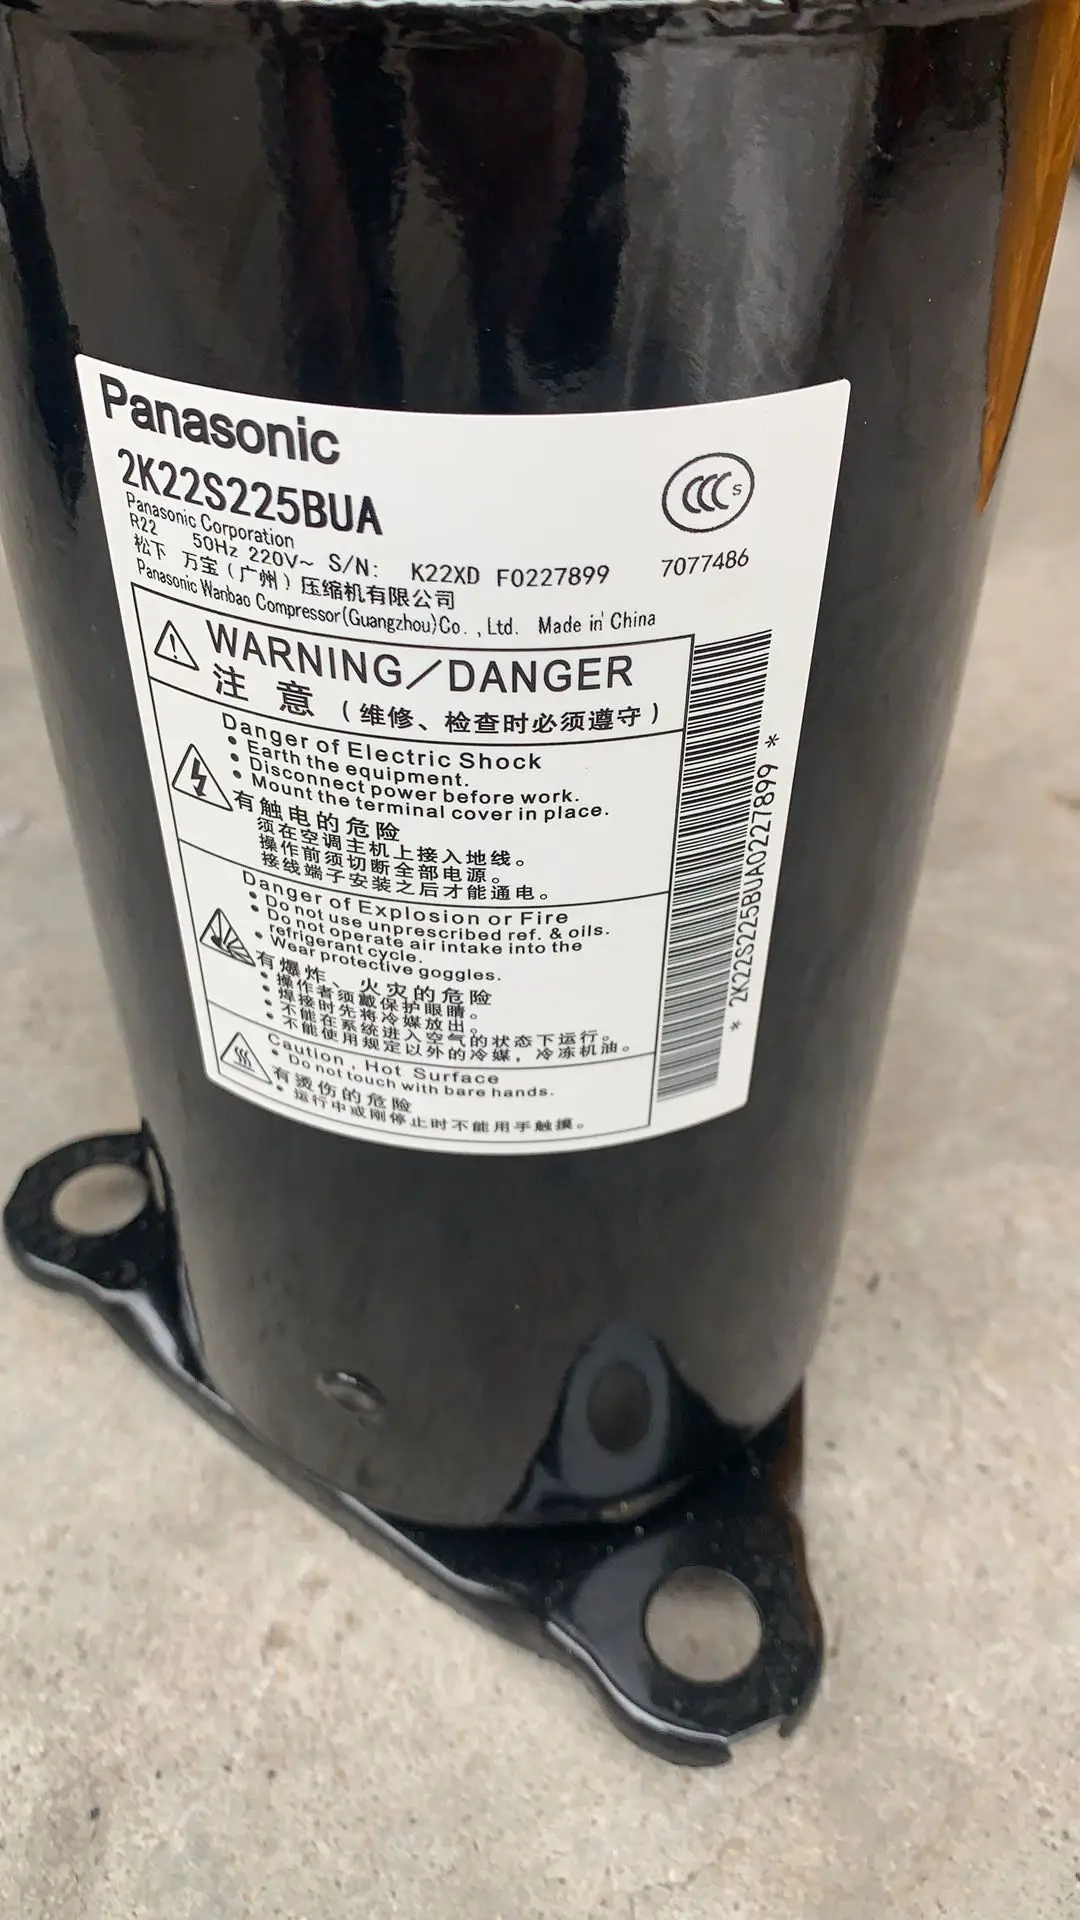 Panasonic
2K22S225BUA
Panasonic Corporation
R22 50Hz 220V~ S/N: K22XD F0227899
7077486
松下 万宝（广州）压缩机有限公司
Panasonic Wanbao Compressor(Guangzhou)Co.,Ltd. Made in China
CCC S
WARNING/DANGER
注 意 （维修、检查时必须遵守）
Danger of Electric Shock
• Earth the equipment.
• Disconnect power before work.
• Mount the terminal cover in place.
有触电的危险
须在空调主机上接入地线。
操作前须切断全部电源。
接线端子安装之后才能通电。
Danger of Explosion or Fire
• Do not use unprescribed ref. & oils.
• Do not operate air intake into the
refrigerant cycle.
• Wear protective goggles.
有爆炸、火灾的危险
• 操作者须戴保护眼睛。
• 焊接时先将冷媒放出。
• 不能在系统进入空气的状态下运行。
• 不能使用规定以外的冷媒，冷冻机油。
Caution, Hot Surface
• Do not touch with bare hands.
有烫伤的危险
• 运行中或刚停止时不能用手触摸。
* 2K22S225BUA0227899 *